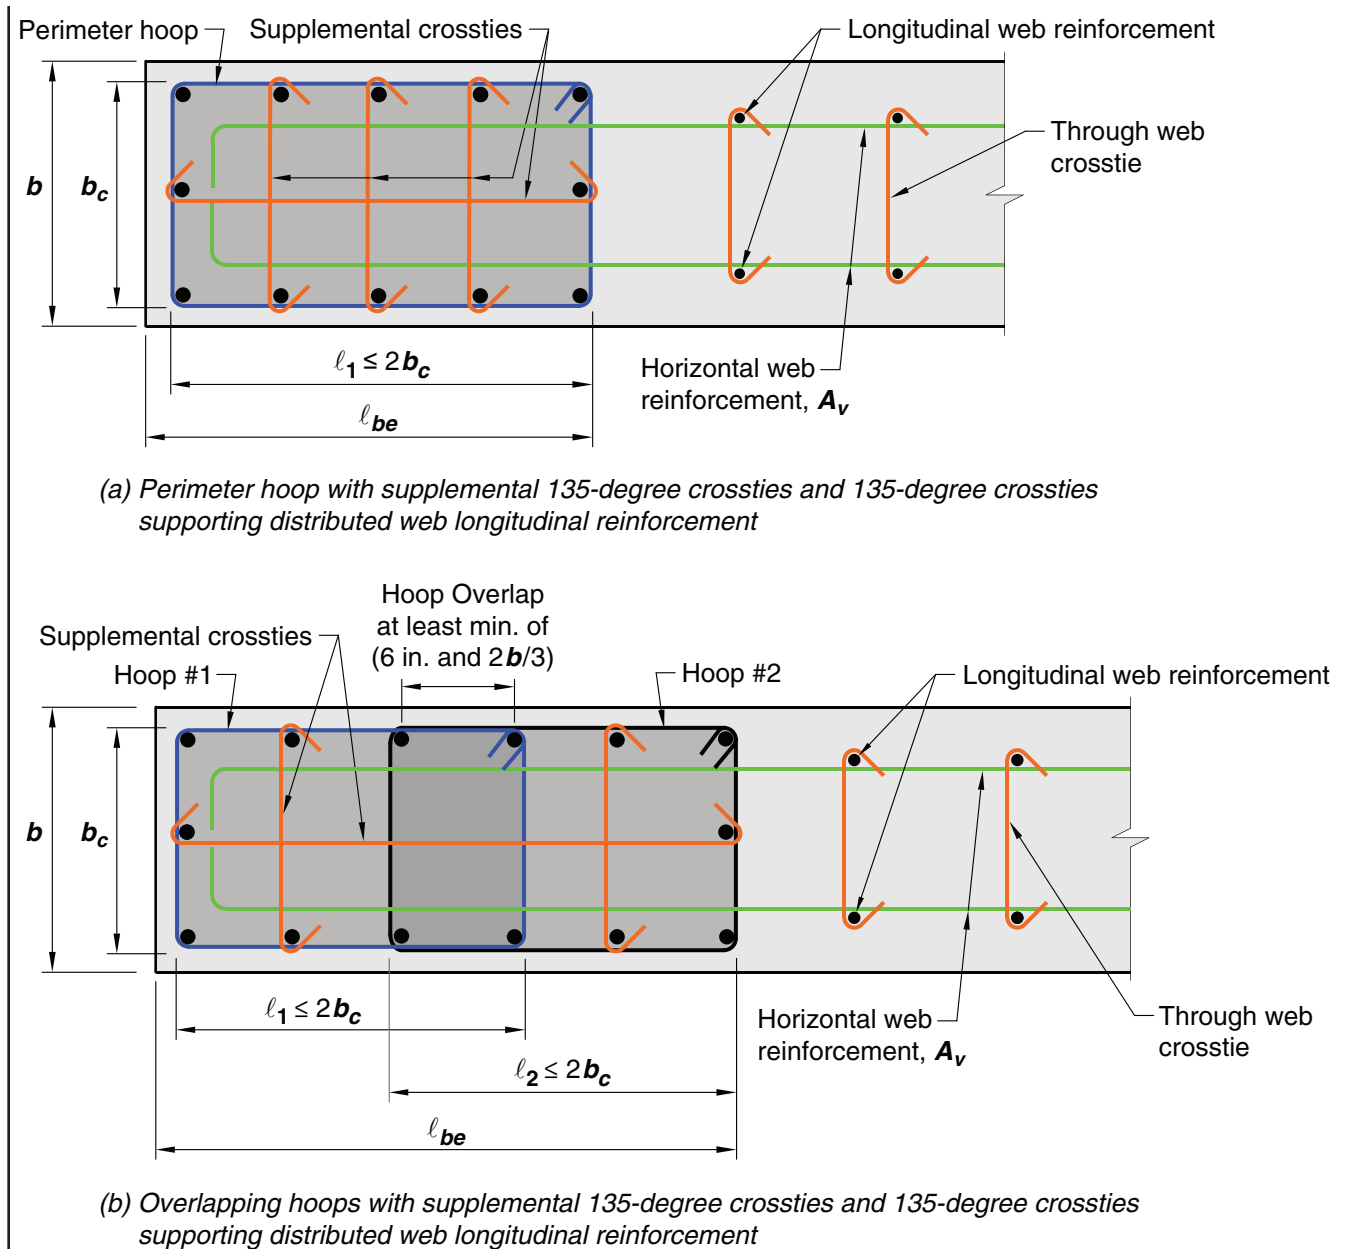 Perimeter hoop
Supplemental crossties
Longitudinal web reinforcement
Through web
crosstie
b
b_c
ℓ_1 ≤ 2b_c
ℓ_be
Horizontal web
reinforcement, A_v
(a) Perimeter hoop with supplemental 135-degree crossties and 135-degree crossties
supporting distributed web longitudinal reinforcement
Hoop Overlap
at least min. of
(6 in. and 2b/3)
Supplemental crossties
Hoop #1
Hoop #2
Longitudinal web reinforcement
b
b_c
ℓ_1 ≤ 2b_c
ℓ_2 ≤ 2b_c
ℓ_be
Horizontal web
reinforcement, A_v
Through web
crosstie
(b) Overlapping hoops with supplemental 135-degree crossties and 135-degree crossties
supporting distributed web longitudinal reinforcement